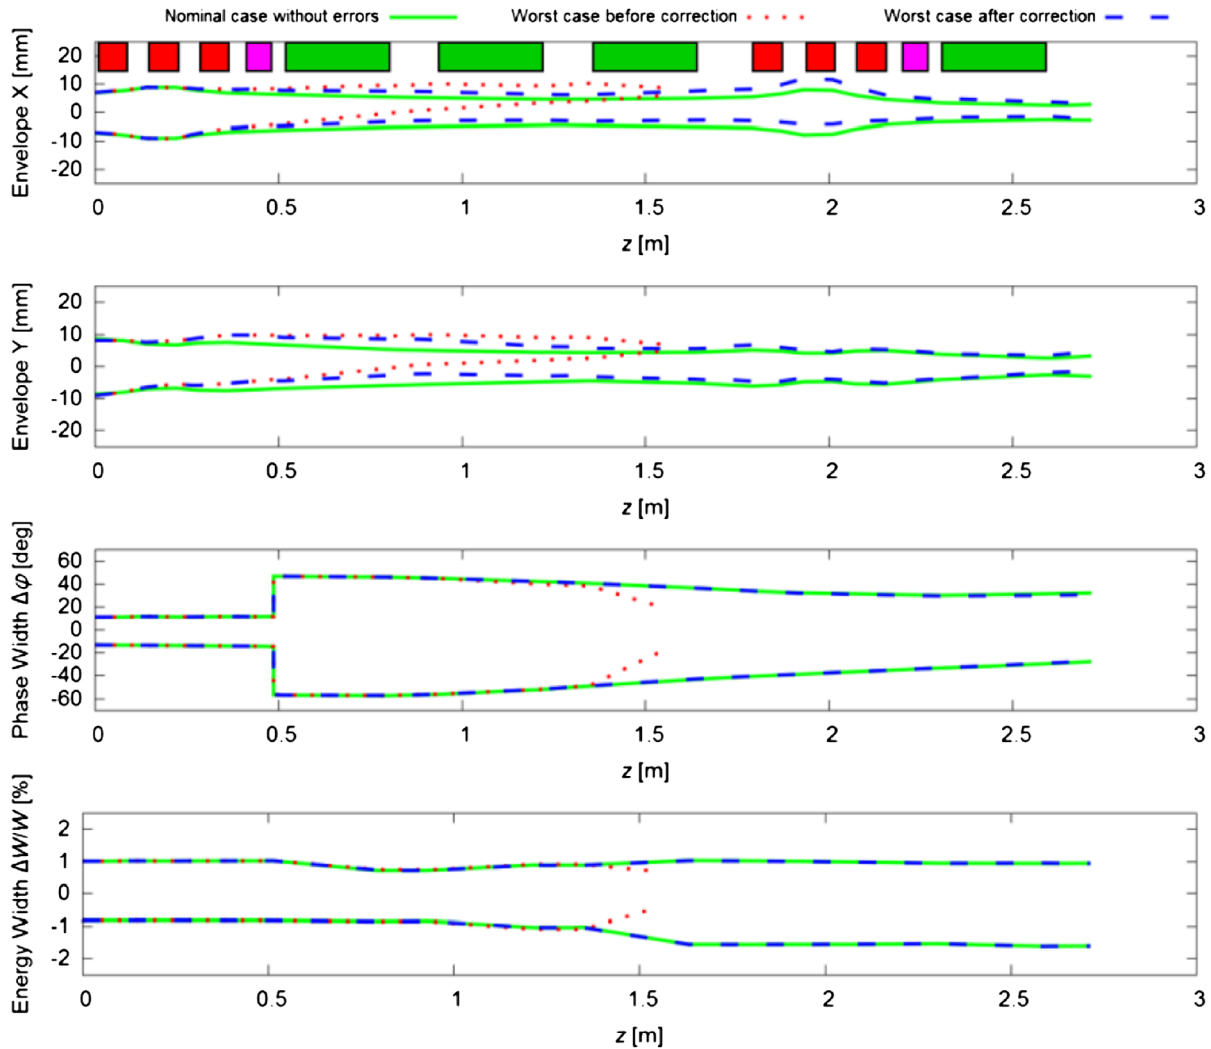 Nominal case without errors Worst case before correction Worst case after correction
Envelope X [mm]
20
10
0
-10
-20
0 0.5 1 1.5 2 2.5 3
z [m]
Envelope Y [mm]
20
10
0
-10
-20
0 0.5 1 1.5 2 2.5 3
z [m]
Phase Width Δφ [deg]
60
40
20
0
-20
-40
-60
0 0.5 1 1.5 2 2.5 3
z [m]
Energy Width ΔW/W [%]
2
1
0
-1
-2
0 0.5 1 1.5 2 2.5 3
z [m]